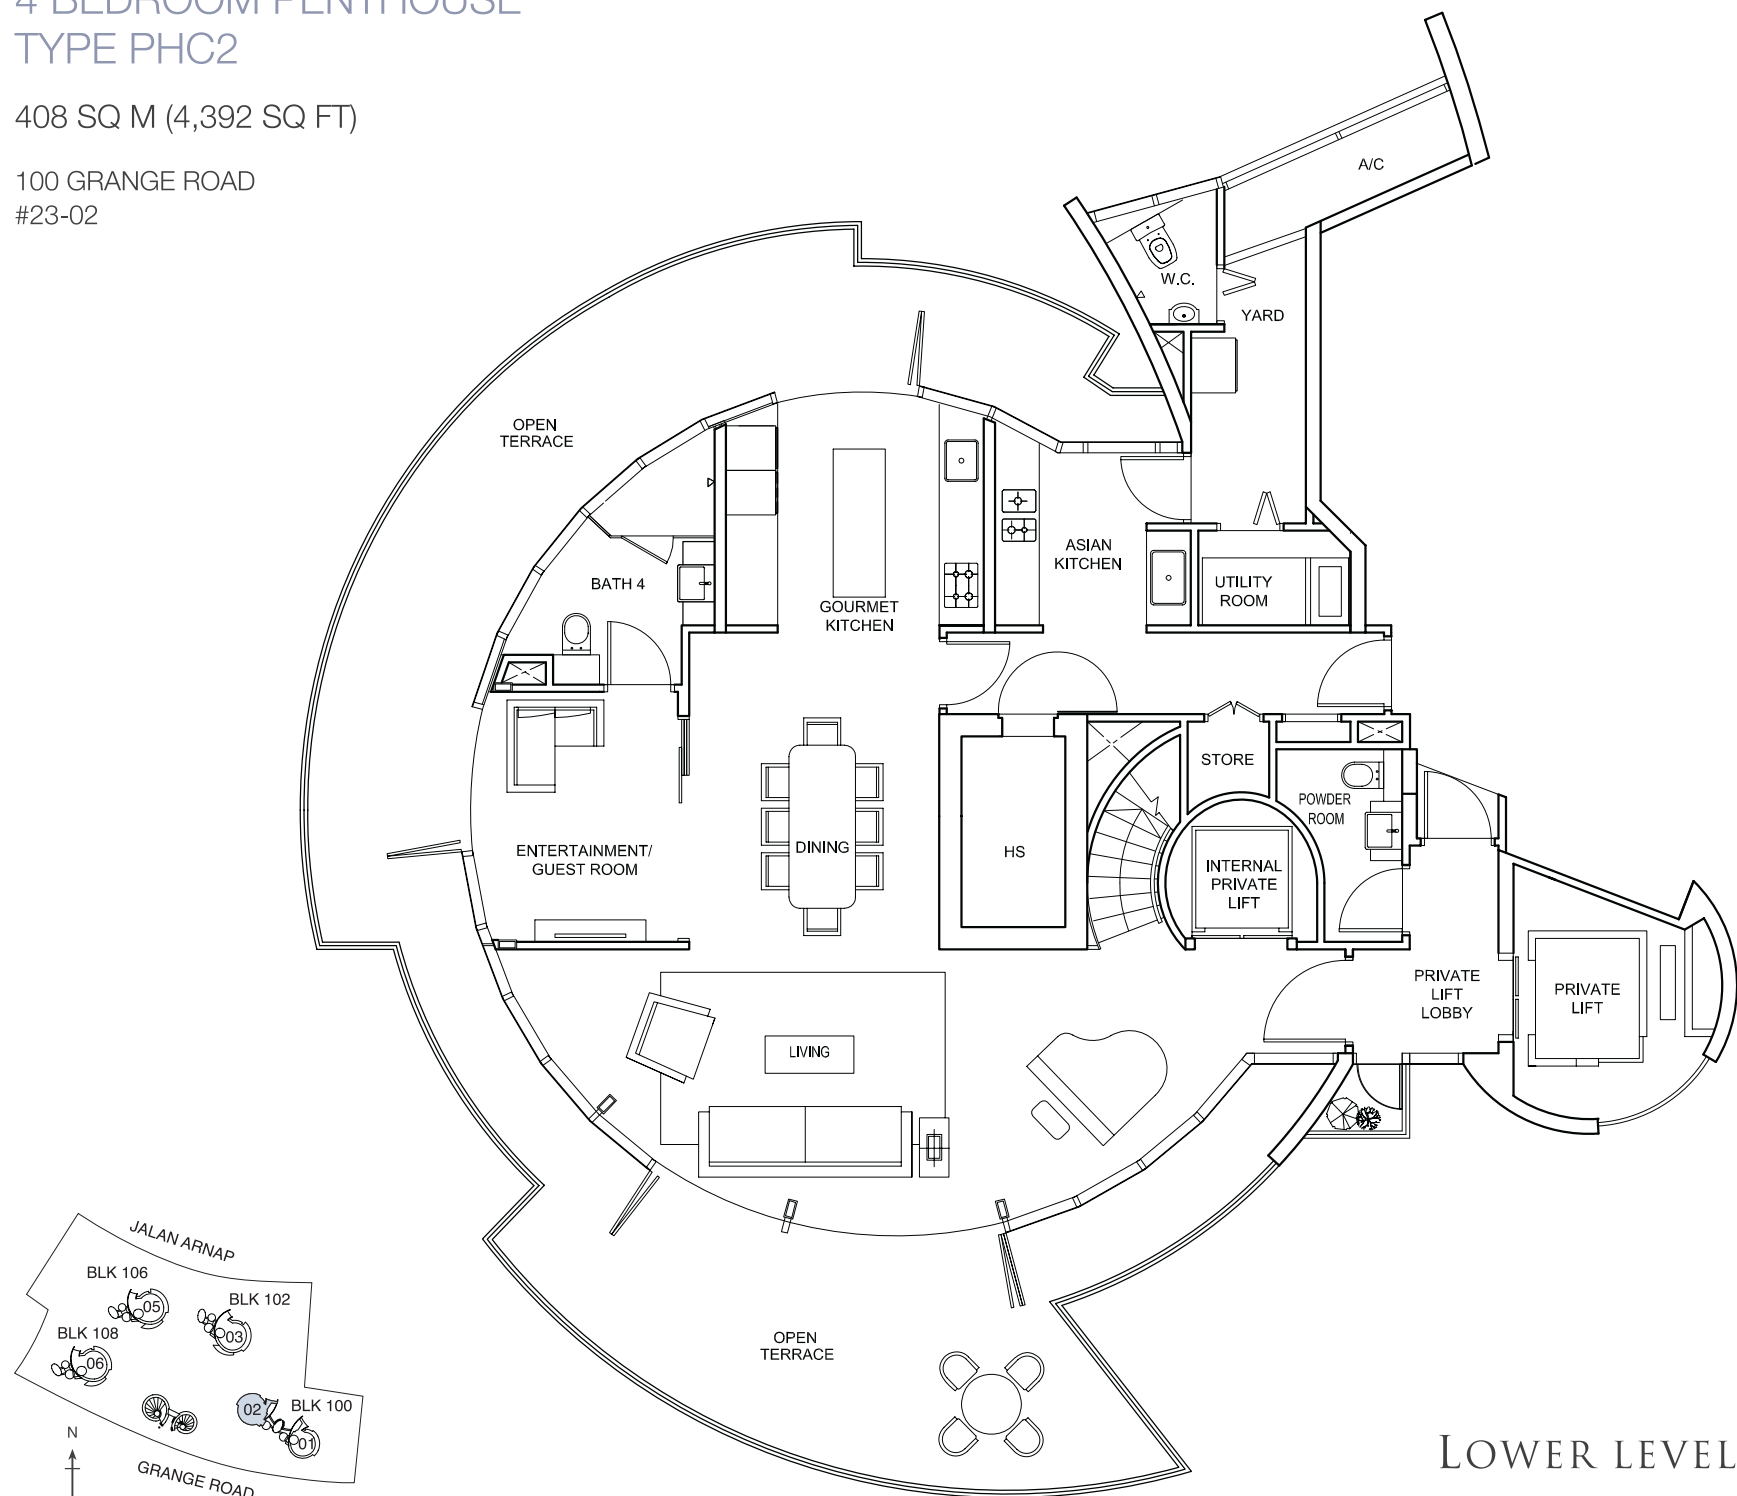 4 BEDROOM PENTHOUSE
TYPE PHC2
408 SQ M (4,392 SQ FT)
100 GRANGE ROAD
#23-02
A/C
W.C.
YARD
OPEN
TERRACE
ASIAN
KITCHEN
BATH 4
UTILITY
ROOM
GOURMET
KITCHEN
STORE
POWDER
ROOM
ENTERTAINMENT/
GUEST ROOM
DINING
HS
INTERNAL
PRIVATE
LIFT
PRIVATE
LIFT
LOBBY
PRIVATE
LIFT
LIVING
OPEN
TERRACE
JALAN ARNAP
BLK 106
05
BLK 102
03
BLK 108
06
02
BLK 100
01
N
GRANGE ROAD
LOWER LEVEL